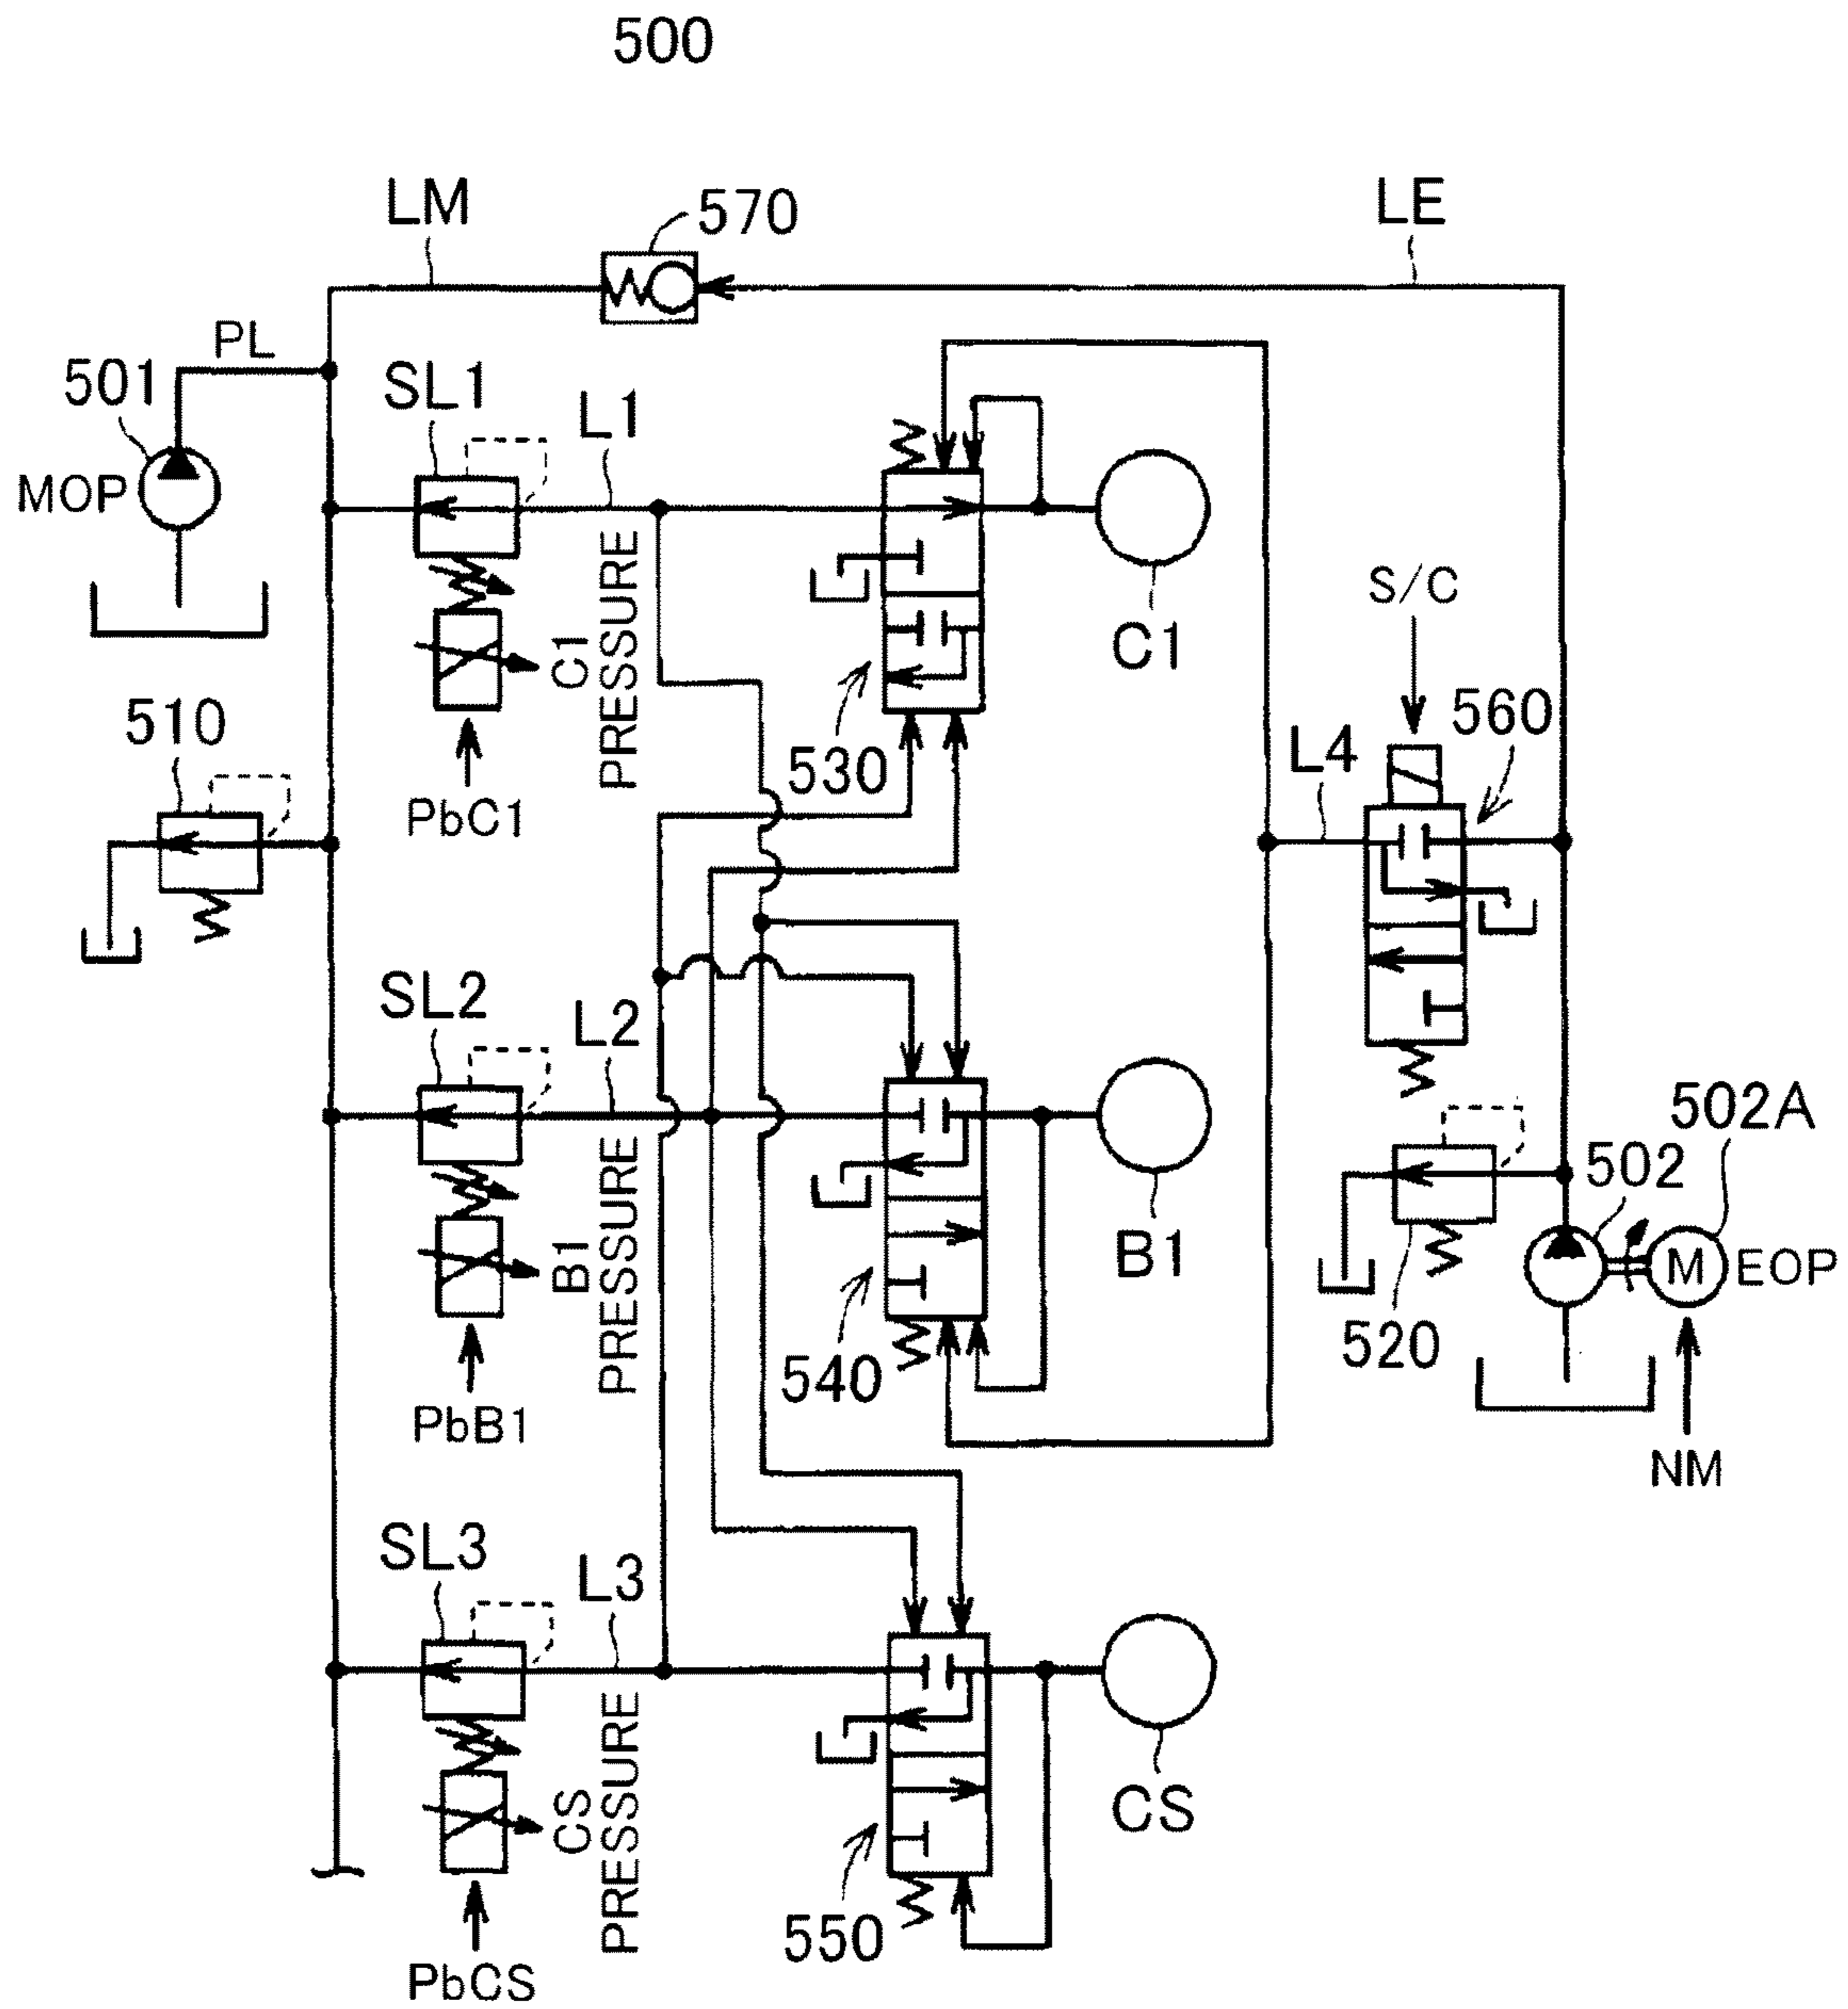 500
LM
570
LE
PL
501
MOP
SL1
L1
C1 PRESSURE
PbC1
530
C1
S/C
560
L4
510
SL2
L2
B1 PRESSURE
PbB1
540
B1
502A
502
M
EOP
520
NM
SL3
L3
CS PRESSURE
PbCS
550
CS